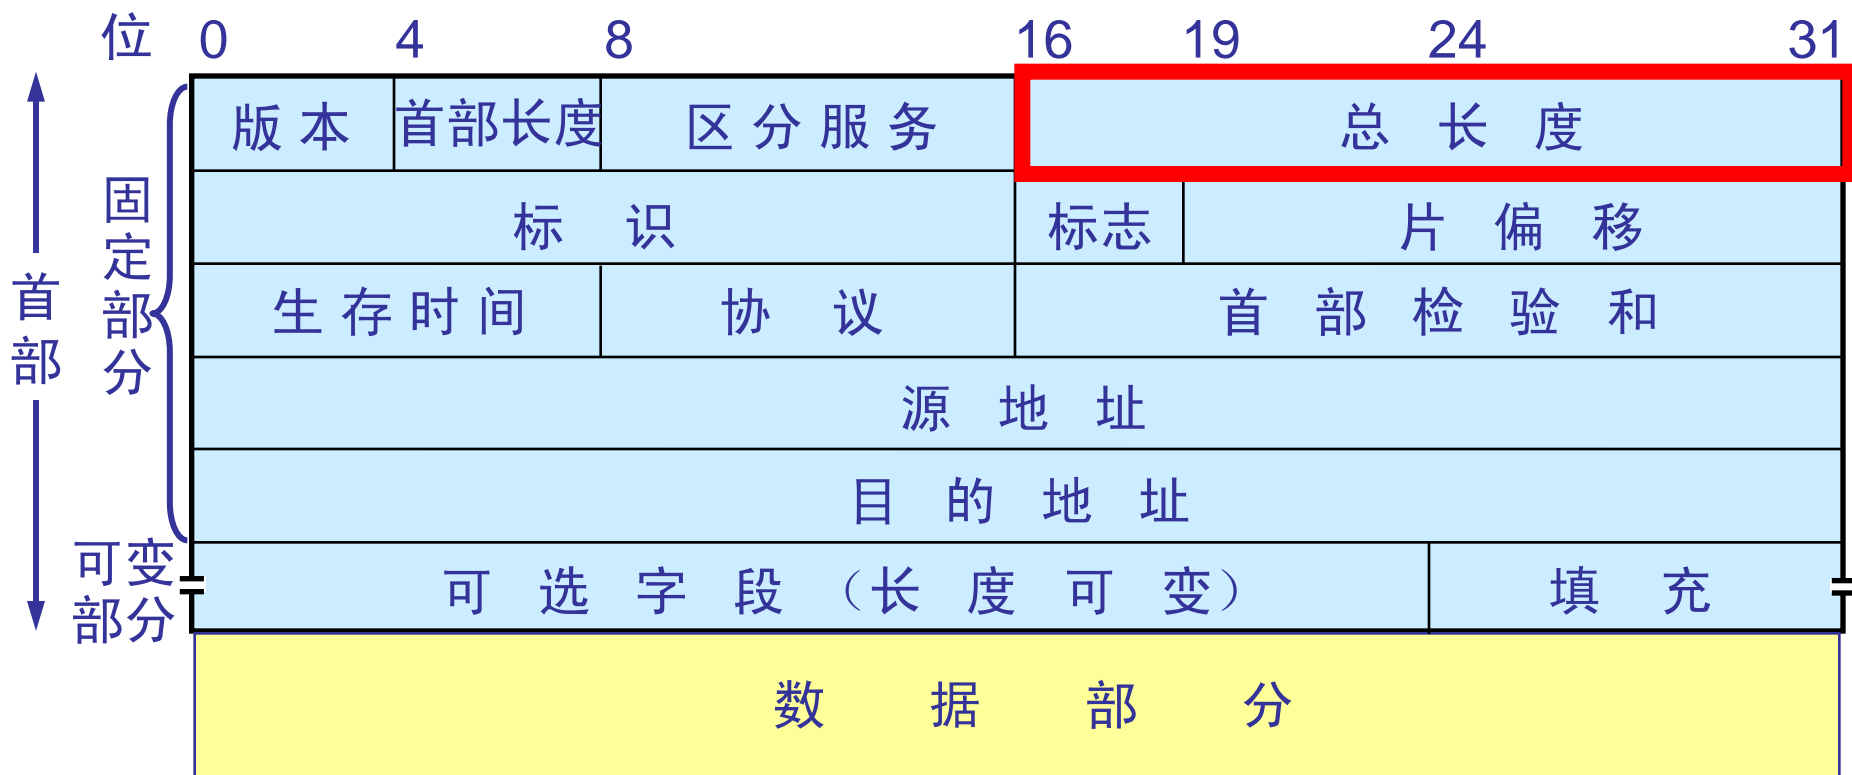 位 0 4 8 16 19 24 31
版本 首部长度 区分服务 总长度
标识 标志 片偏移
生存时间 协议 首部检验和
源地址
目的地址
可选字段（长度可变） 填充
数据部分
首部
固定部分
可变
部分